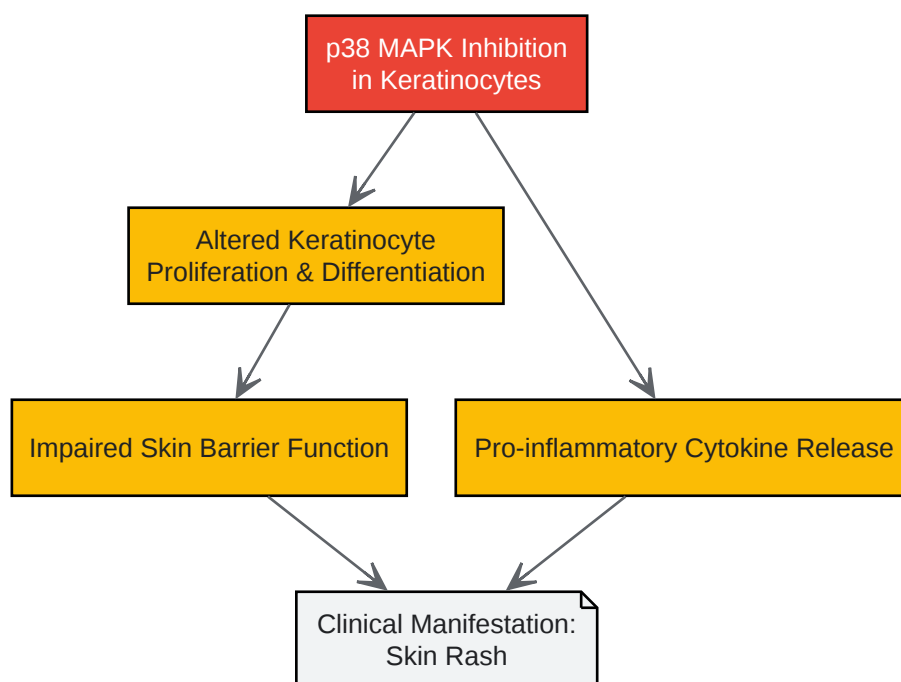 p38 MAPK Inhibition
in Keratinocytes
Altered Keratinocyte
Proliferation & Differentiation
Impaired Skin Barrier Function
Pro-inflammatory Cytokine Release
Clinical Manifestation:
Skin Rash